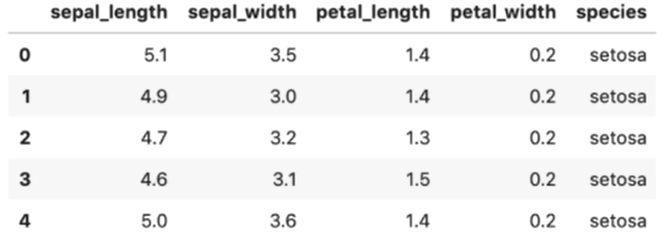 sepal_length sepal_width petal_length petal_width species
0 5.1 3.5 1.4 0.2 setosa
1 4.9 3.0 1.4 0.2 setosa
2 4.7 3.2 1.3 0.2 setosa
3 4.6 3.1 1.5 0.2 setosa
4 5.0 3.6 1.4 0.2 setosa